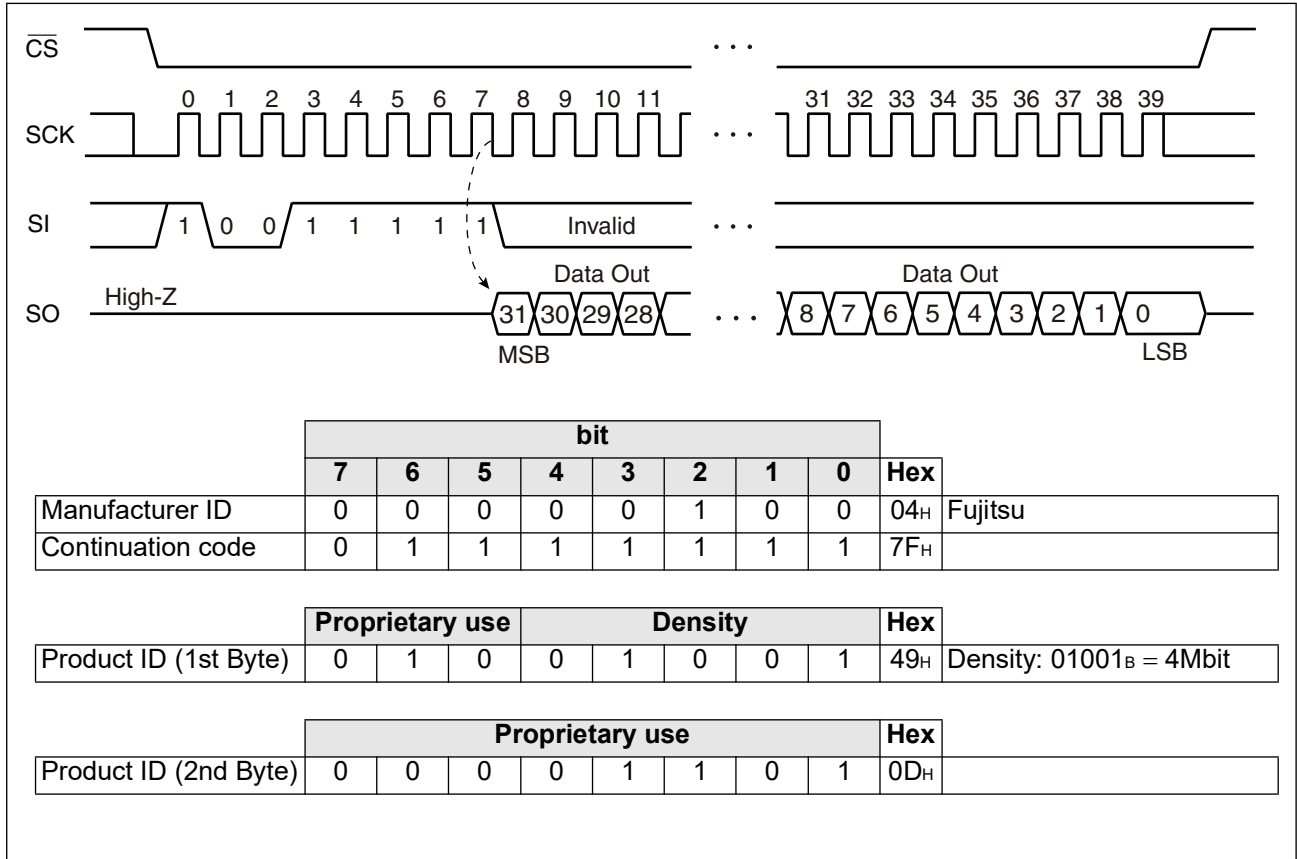 CS · · ·
0 1 2 3 4 5 6 7 8 9 10 11 31 32 33 34 35 36 37 38 39
SCK · · ·
SI 1 0 0 1 1 1 1 1 Invalid · · ·
Data Out Data Out
High-Z
SO 31 30 29 28 · · · 8 7 6 5 4 3 2 1 0
MSB LSB
bit
7 6 5 4 3 2 1 0 Hex
Manufacturer ID 0 0 0 0 0 1 0 0 04H Fujitsu
Continuation code 0 1 1 1 1 1 1 1 7FH
Proprietary use Density Hex
Product ID (1st Byte) 0 1 0 0 1 0 0 1 49H Density: 01001B = 4Mbit
Proprietary use Hex
Product ID (2nd Byte) 0 0 0 0 1 1 0 1 0DH